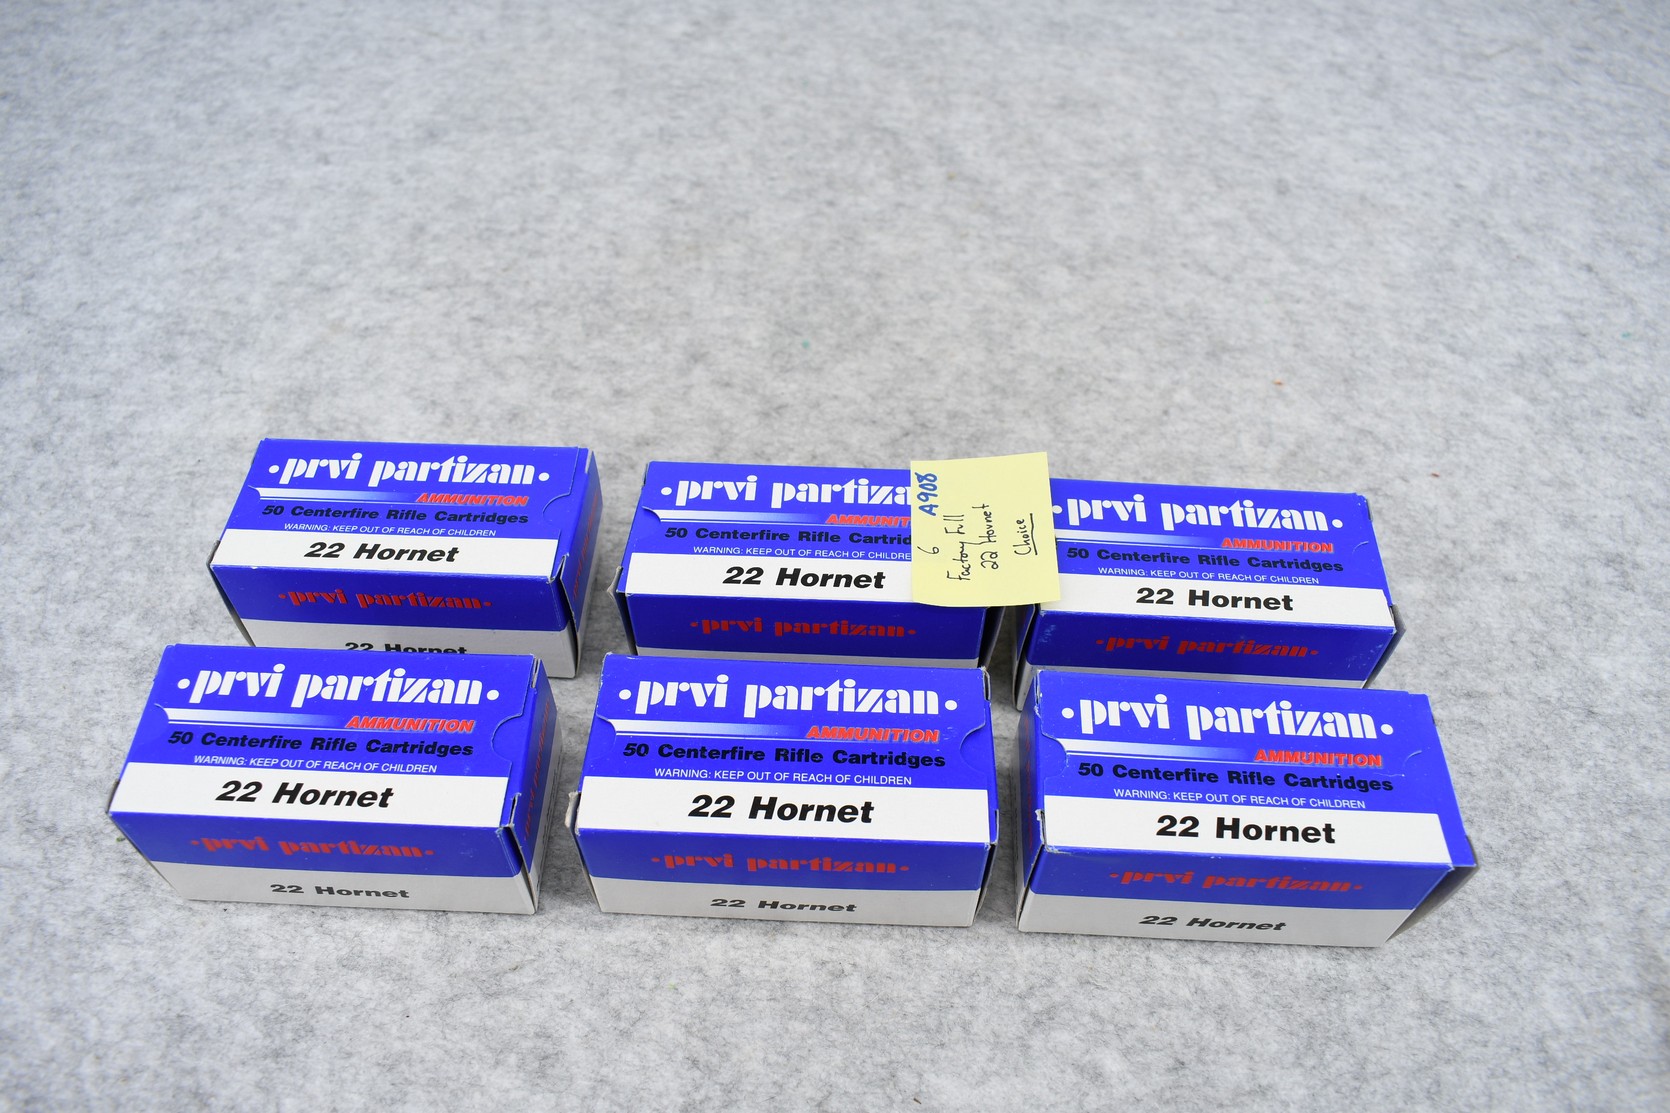 •prvi partizan•
AMMUNITION
50 Centerfire Rifle Cartridges
WARNING: KEEP OUT OF REACH OF CHILDREN
22 Hornet
•prvi partizan•
22 Hornet
•prvi partiza
AMMUNIT
50 Centerfire Rifle Cartrid
WARNING: KEEP OUT OF REACH OF CHILDRE
22 Hornet
•prvi partizan•
A908
6
Factory Full
22 Hornet
Choice
•prvi partizan•
AMMUNITION
50 Centerfire Rifle Cartridges
WARNING: KEEP OUT OF REACH OF CHILDREN
22 Hornet
•prvi partizan•
•prvi partizan•
AMMUNITION
50 Centerfire Rifle Cartridges
WARNING: KEEP OUT OF REACH OF CHILDREN
22 Hornet
•prvi partizan•
22 Hornet
•prvi partizan•
AMMUNITION
50 Centerfire Rifle Cartridges
WARNING: KEEP OUT OF REACH OF CHILDREN
22 Hornet
•prvi partizan•
22 Hornet
•prvi partizan•
AMMUNITION
50 Centerfire Rifle Cartridges
WARNING: KEEP OUT OF REACH OF CHILDREN
22 Hornet
•prvi partizan•
22 Hornet